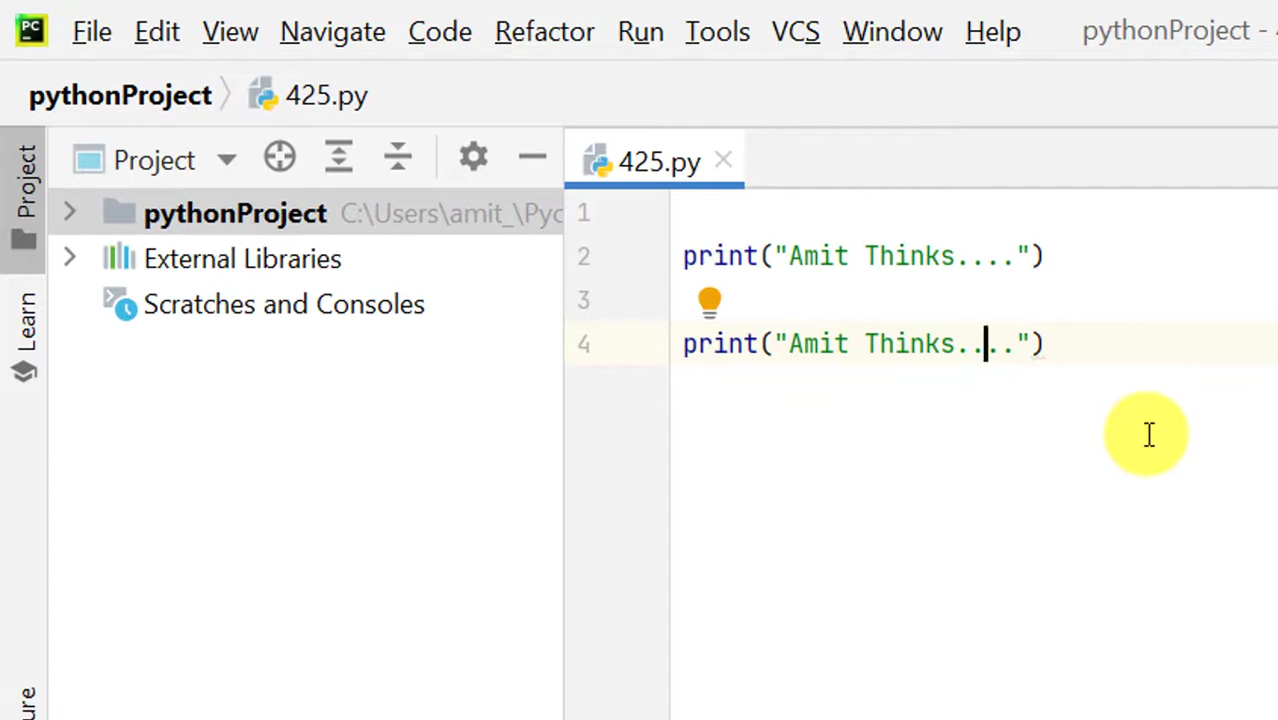 PC
File Edit View Navigate Code Refactor Run Tools VCS Window Help pythonProject -
pythonProject 425.py
Project
Project
425.py
pythonProject C:\Users\amit_\Pyc
External Libraries
Scratches and Consoles
Learn
1
2 print("Amit Thinks....")
3
4 print("Amit Thinks....")
ure